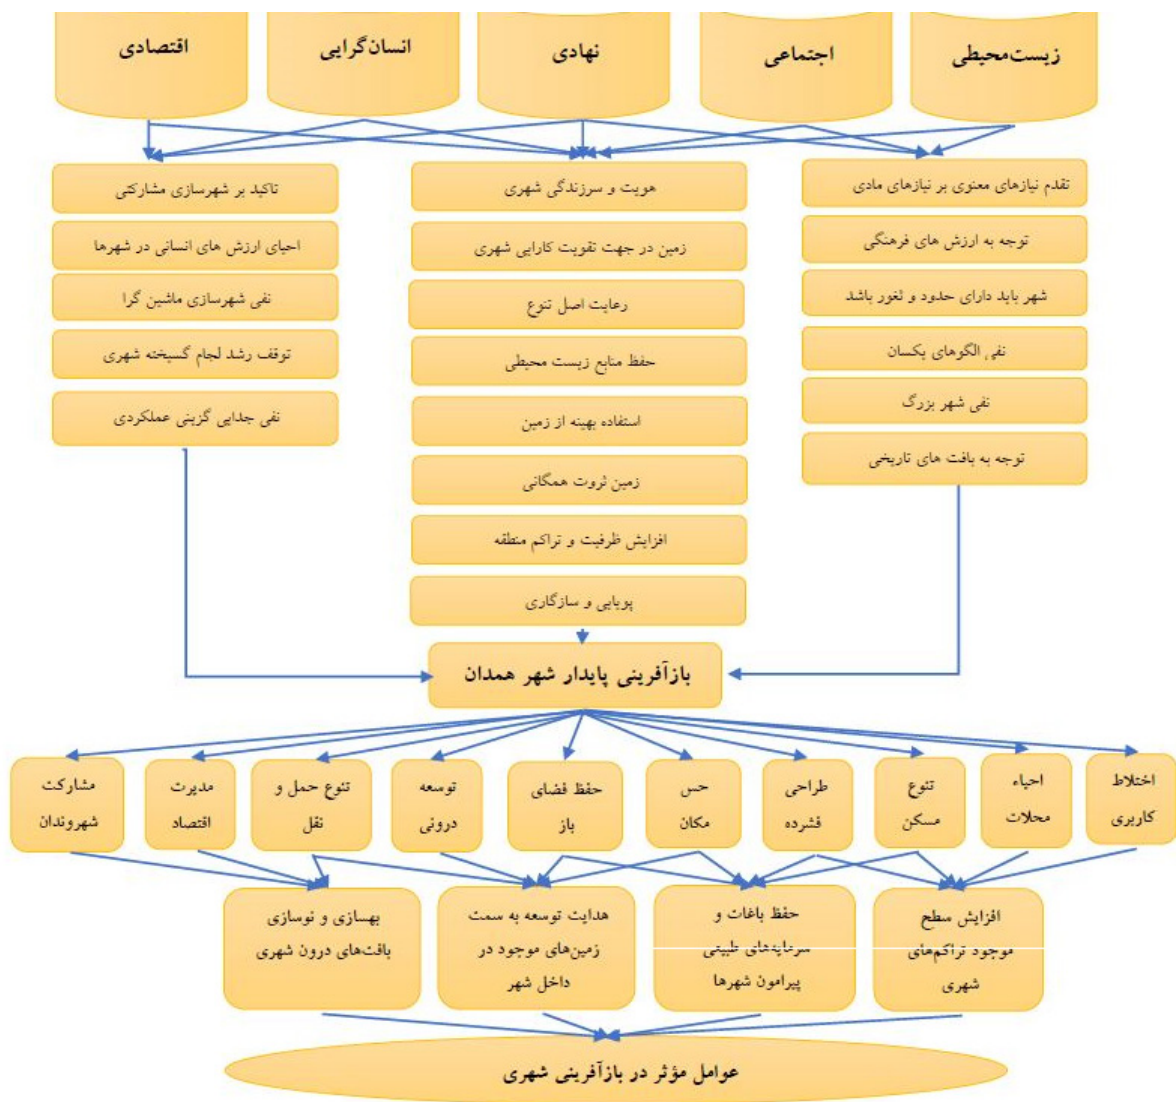 زیست‌محیطی
اجتماعی
نهادی
انسان‌گرایی
اقتصادی
تقدم نیازهای معنوی بر نیازهای مادی
توجه به ارزش های فرهنگی
شهر باید دارای حدود و ثغور باشد
نفی الگوهای یکسان
نفی شهر بزرگ
توجه به بافت های تاریخی
هویت و سرزندگی شهری
زمین در جهت تقویت کارایی شهری
رعایت اصل تنوع
حفظ منابع زیست محیطی
استفاده بهینه از زمین
زمین ثروت همگانی
افزایش ظرفیت و تراکم منطقه
پویایی و سازگاری
تاکید بر شهرسازی مشارکتی
احیای ارزش های انسانی در شهرها
نفی شهرسازی ماشین گرا
توقف رشد لجام گسیخته شهری
نفی جدایی گزینی عملکردی
بازآفرینی پایدار شهر همدان
اختلاط
کاربری
احیاء
محلات
تنوع
مسکن
طراحی
فشرده
حس
مکان
حفظ فضای
باز
توسعه
درونی
تنوع حمل و
نقل
مدیرت
اقتصاد
مشارکت
شهروندان
افزایش سطح
موجود تراکم‌های
شهری
حفظ باغات و
سرمایه‌های طبیعی
پیرامون شهرها
هدایت توسعه به سمت
زمین‌های موجود در
داخل شهر
بهسازی و نوسازی
بافت‌های درون شهری
عوامل مؤثر در بازآفرینی شهری